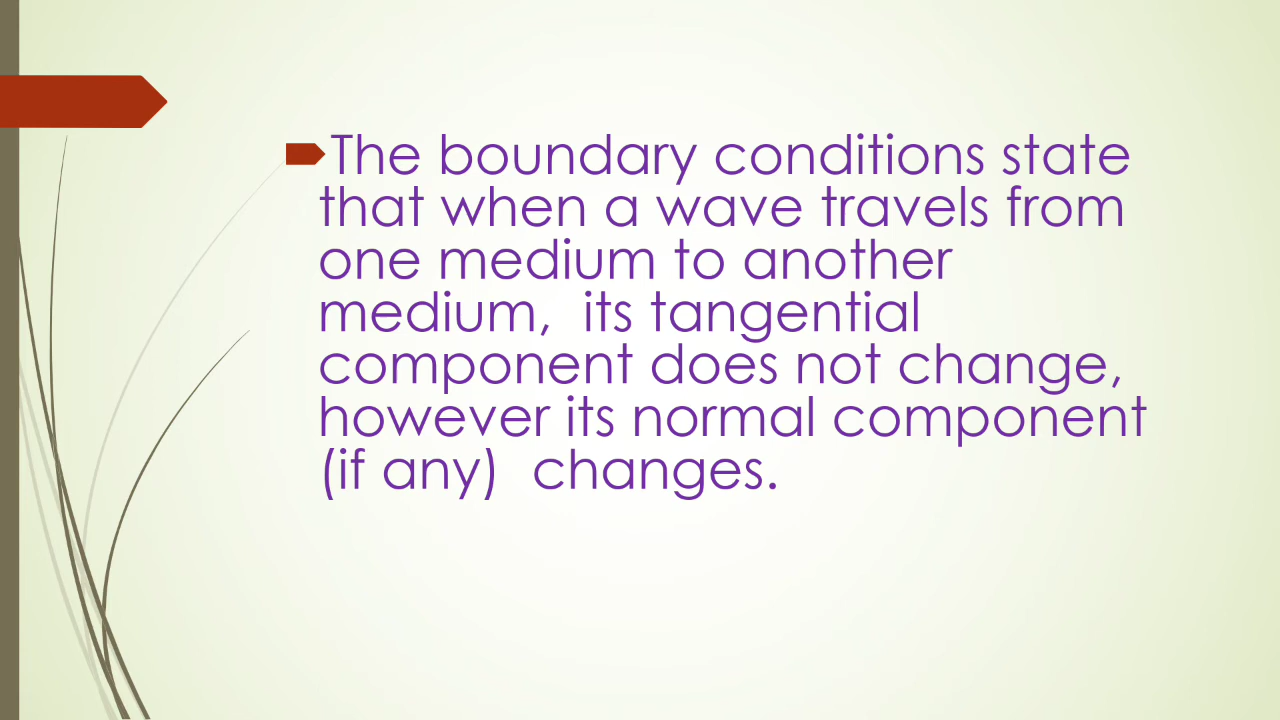 The boundary conditions state
that when a wave travels from
one medium to another
medium,  its tangential
component does not change,
however its normal component
(if any)  changes.